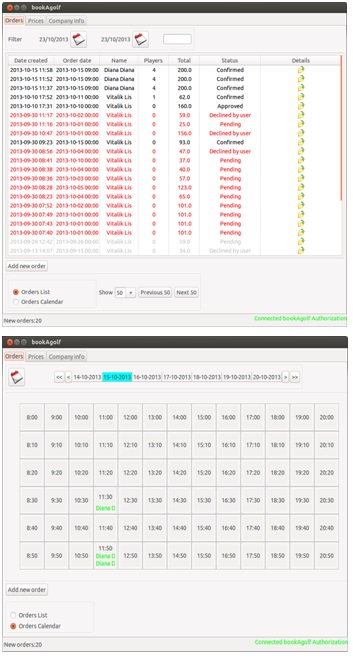 bookAgolf
Orders Prices Company info
Filter 23/10/2013 23/10/2013
Date created Order date Name Players Total Status Details
2013-10-15 11:58 2013-10-15 09:00 Diana Diana 4 200.0 Confirmed
2013-10-15 11:52 2013-10-15 09:00 Diana Diana 4 200.0 Confirmed
2013-10-15 11:37 2013-10-15 09:00 Diana Diana 4 200.0 Confirmed
2013-10-10 17:52 2013-10-11 00:00 Vitalik Lis 1 62.0 Confirmed
2013-10-10 17:31 2013-10-10 00:00 Vitalik Lis 0 160.0 Approved
2013-09-30 11:17 2013-10-02 00:00 Vitalik Lis 0 59.0 Declined by user
2013-09-30 11:16 2013-10-01 00:00 Vitalik Lis 0 25.0 Pending
2013-09-30 10:47 2013-10-01 00:00 Vitalik Lis 0 156.0 Declined by user
2013-09-30 09:23 2013-10-15 00:00 Vitalik Lis 0 93.0 Confirmed
2013-09-30 08:56 2013-10-04 00:00 Vitalik Lis 0 47.0 Declined by user
2013-09-30 08:41 2013-10-10 00:00 Vitalik Lis 0 37.0 Pending
2013-09-30 08:38 2013-10-04 00:00 Vitalik Lis 0 40.0 Pending
2013-09-30 08:36 2013-10-03 00:00 Vitalik Lis 0 57.0 Pending
2013-09-30 08:28 2013-10-05 00:00 Vitalik Lis 0 123.0 Pending
2013-09-30 08:23 2013-10-04 00:00 Vitalik Lis 0 65.0 Pending
2013-09-30 07:52 2013-10-02 00:00 Vitalik Lis 0 101.0 Pending
2013-09-30 07:49 2013-10-01 00:00 Vitalik Lis 0 101.0 Pending
2013-09-30 07:43 2013-10-01 00:00 Vitalik Lis 0 101.0 Pending
2013-09-30 07:40 2013-10-01 00:00 Vitalik Lis 0 101.0 Pending
2013-09-26 12:42 2013-09-26 00:00 Vitalik Lis 0 Pending
Vitalik Lis 0 Declined by user
Add new order
Orders List
Orders Calendar
Show 50 Previous 50 Next 50
New orders:20 Connected bookAgolf Authorization
bookAgolf
Orders Prices Company info
<< < 14-10-2013 15-10-2013 16-10-2013 17-10-2013 18-10-2013 19-10-2013 20-10-2013 > >>
8:00 9:00 10:00 11:00 12:00 13:00 14:00 15:00 16:00 17:00 18:00 19:00 20:00
8:10 9:10 10:10 11:10 12:10 13:10 14:10 15:10 16:10 17:10 18:10 19:10 20:10
8:20 9:20 10:20 11:20 12:20 13:20 14:20 15:20 16:20 17:20 18:20 19:20 20:20
8:30 9:30 10:30 11:30 12:30 13:30 14:30 15:30 16:30 17:30 18:30 19:30 20:30
Diana D
8:40 9:40 10:40 11:40 12:40 13:40 14:40 15:40 16:40 17:40 18:40 19:40 20:40
8:50 9:50 10:50 11:50 12:50 13:50 14:50 15:50 16:50 17:50 18:50 19:50 20:50
Diana D
Diana D
Add new order
Orders List
Orders Calendar
New orders:20 Connected bookAgolf Authorization